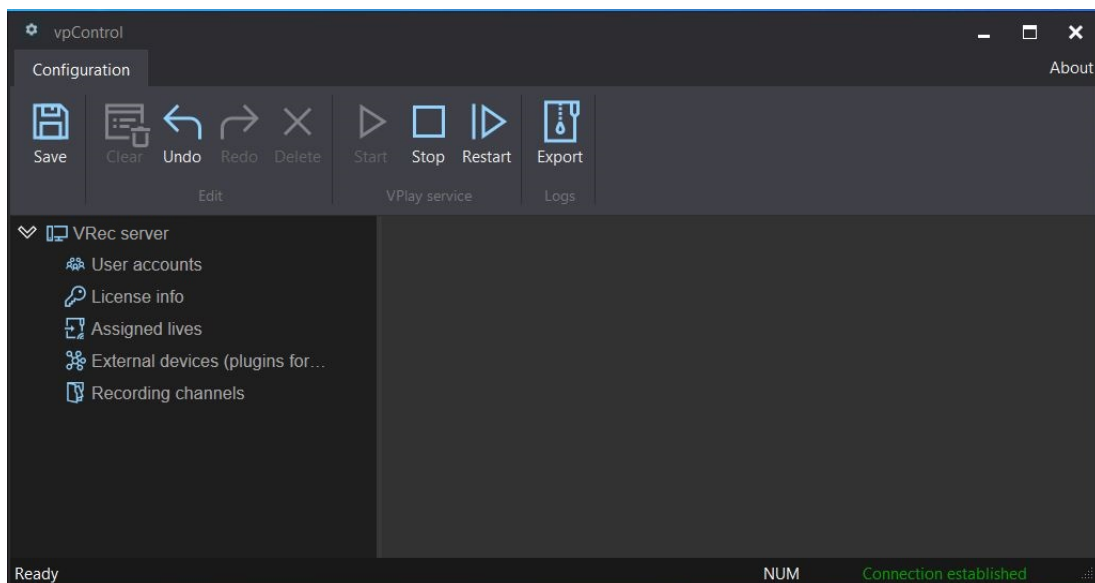 vpControl
Configuration About
Save Clear Undo Redo Delete Start Stop Restart Export
Edit VPlay service Logs
VRec server
User accounts
License info
Assigned lives
External devices (plugins for...
Recording channels
Ready NUM Connection established